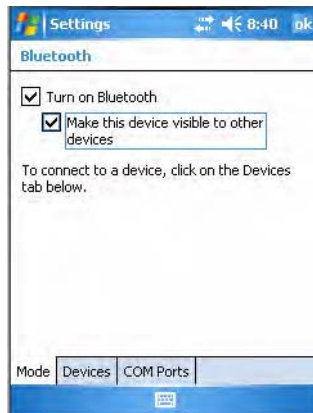 Settings 8:40 ok
Bluetooth
Turn on Bluetooth
Make this device visible to other
devices
To connect to a device, click on the Devices
tab below.
Mode Devices COM Ports